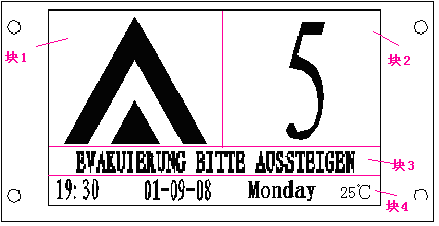 块1
5
块2
EVAKUIERUNG BITTE AUSSTEIGEN
块3
19:30 01-09-08 Monday 25℃
块4